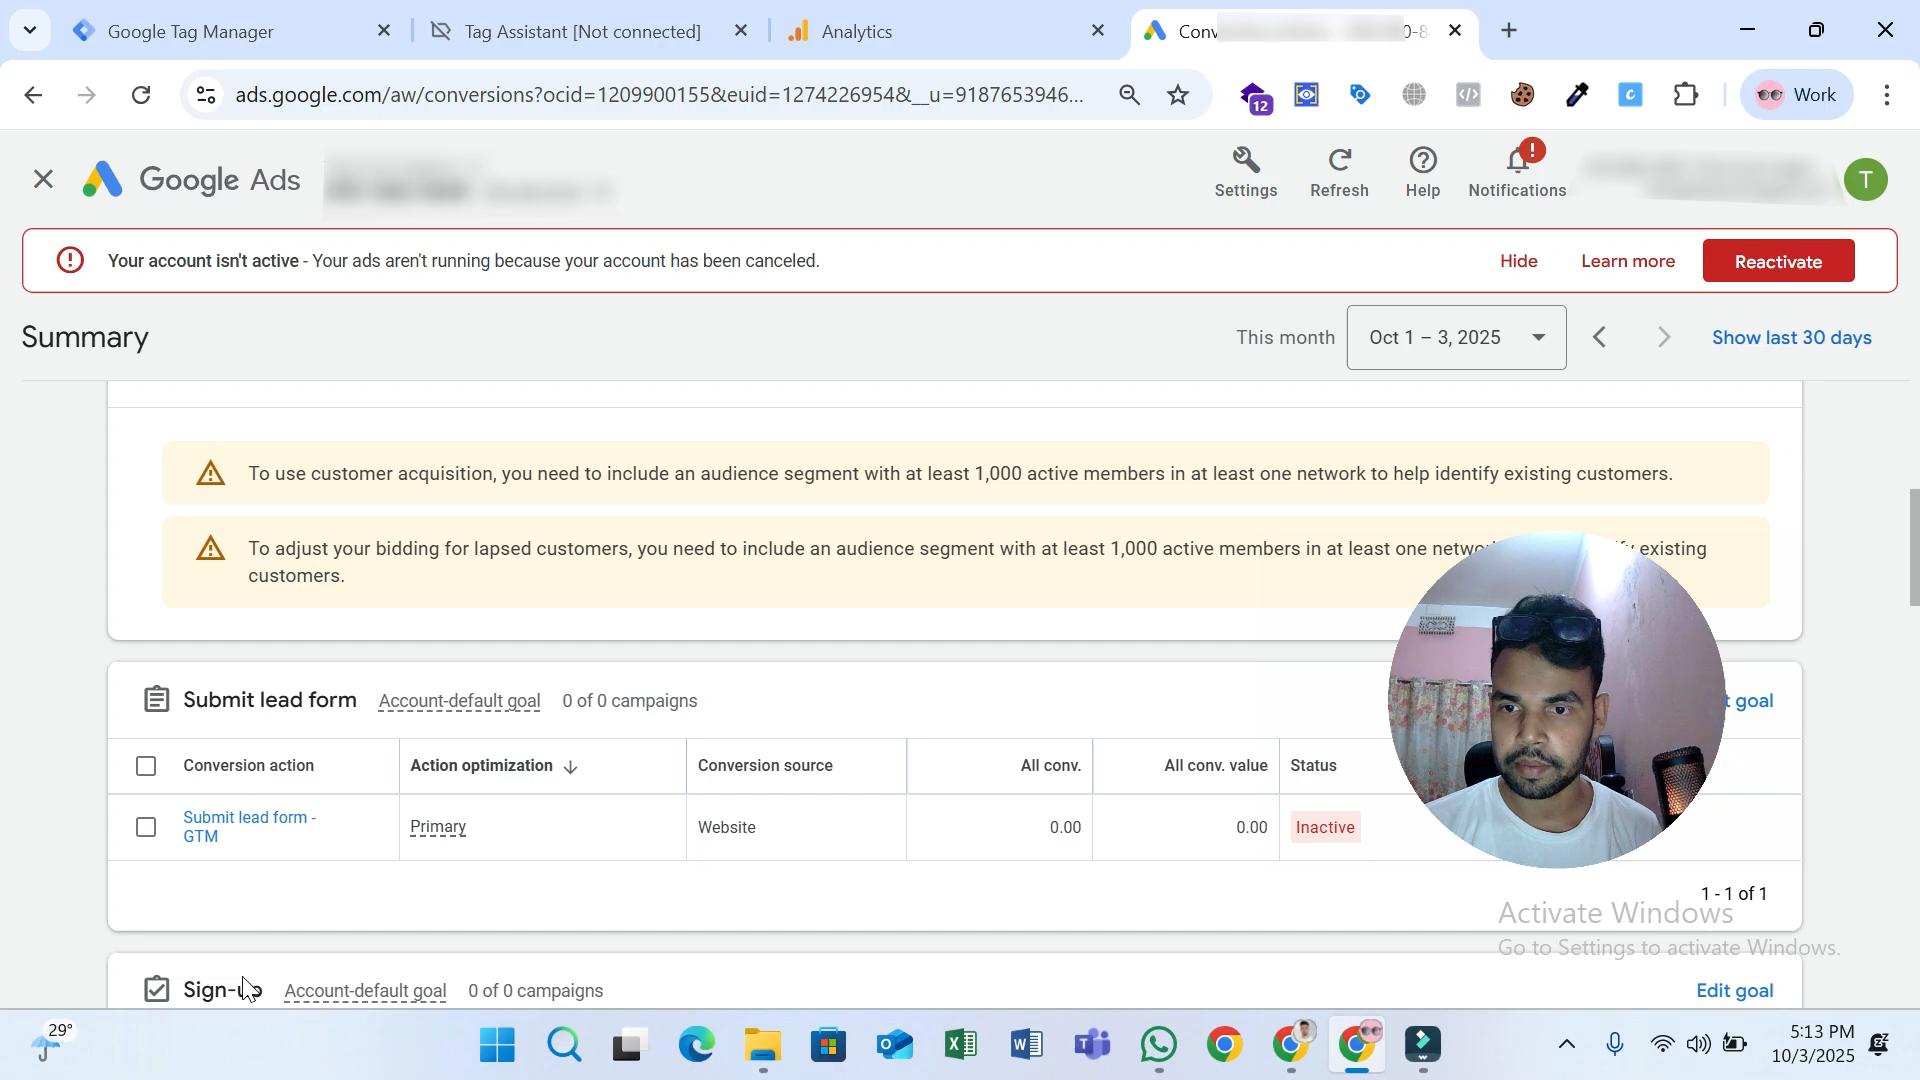 Google Tag Manager
Tag Assistant [Not connected]
Analytics
Conv
0-8
ads.google.com/aw/conversions?ocid=1209900155&euid=1274226954&__u=9187653946...
12
Work
Google Ads
Settings
Refresh
Help
Notifications
T
Your account isn't active - Your ads aren't running because your account has been canceled.
Hide
Learn more
Reactivate
Summary
This month
Oct 1 – 3, 2025
Show last 30 days
To use customer acquisition, you need to include an audience segment with at least 1,000 active members in at least one network to help identify existing customers.
To adjust your bidding for lapsed customers, you need to include an audience segment with at least 1,000 active members in at least one existing
customers.
Submit lead form
Account-default goal
0 of 0 campaigns
goal
Conversion action
Action optimization
Conversion source
All conv.
All conv. value
Status
Submit lead form -
GTM
Primary
Website
0.00
0.00
Inactive
1 - 1 of 1
Activate Windows
Go to Settings to activate Windows.
Sign-up
Account-default goal
0 of 0 campaigns
Edit goal
29°
5:13 PM
10/3/2025